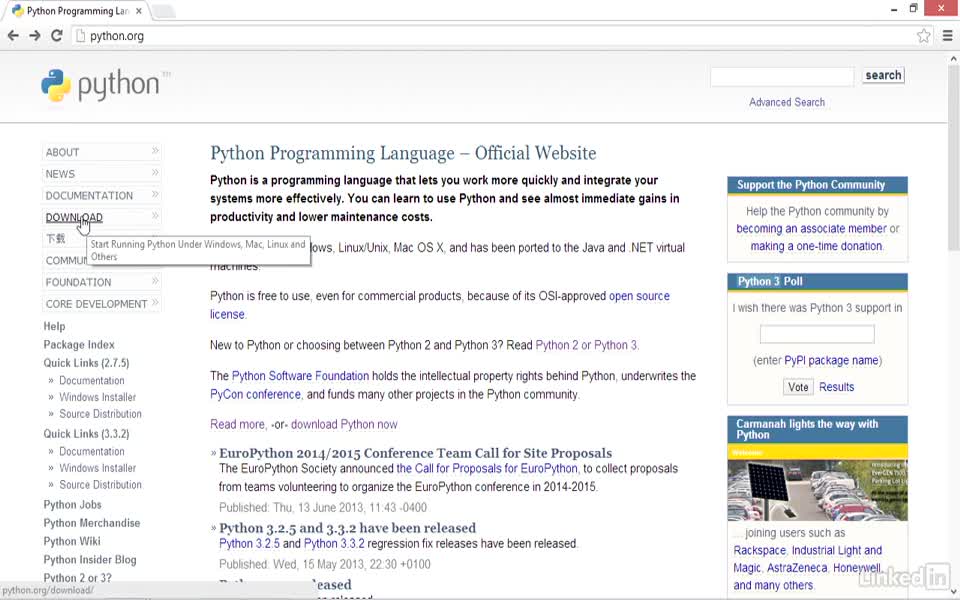 Python Programming Lan
python.org
python™
search
Advanced Search
ABOUT »
NEWS »
DOCUMENTATION »
DOWNLOAD »
下载
Start Running Python Under Windows, Mac, Linux and
Others
COMMUN
FOUNDATION »
CORE DEVELOPMENT »
Help
Package Index
Quick Links (2.7.5)
» Documentation
» Windows Installer
» Source Distribution
Quick Links (3.3.2)
» Documentation
» Windows Installer
» Source Distribution
Python Jobs
Python Merchandise
Python Wiki
Python Insider Blog
Python 2 or 3?
python.org/download/
Python Programming Language – Official Website
Python is a programming language that lets you work more quickly and integrate your
systems more effectively. You can learn to use Python and see almost immediate gains in
productivity and lower maintenance costs.
ows, Linux/Unix, Mac OS X, and has been ported to the Java and .NET virtual
machines.
Python is free to use, even for commercial products, because of its OSI-approved open source
license.
New to Python or choosing between Python 2 and Python 3? Read Python 2 or Python 3.
The Python Software Foundation holds the intellectual property rights behind Python, underwrites the
PyCon conference, and funds many other projects in the Python community.
Read more, -or- download Python now
» EuroPython 2014/2015 Conference Team Call for Site Proposals
The EuroPython Society announced the Call for Proposals for EuroPython, to collect proposals
from teams volunteering to organize the EuroPython conference in 2014-2015.
Published: Thu, 13 June 2013, 11:43 -0400
» Python 3.2.5 and 3.3.2 have been released
Python 3.2.5 and Python 3.3.2 regression fix releases have been released.
Published: Wed, 15 May 2013, 22:30 +0100
Support the Python Community
Help the Python community by
becoming an associate member or
making a one-time donation.
Python 3 Poll
I wish there was Python 3 support in
(enter PyPI package name)
Vote Results
Carmanah lights the way with
Python
Welcome
Introducing
Parking Lot
... joining users such as
Rackspace, Industrial Light and
Magic, AstraZeneca, Honeywell,
and many others.
Linked in